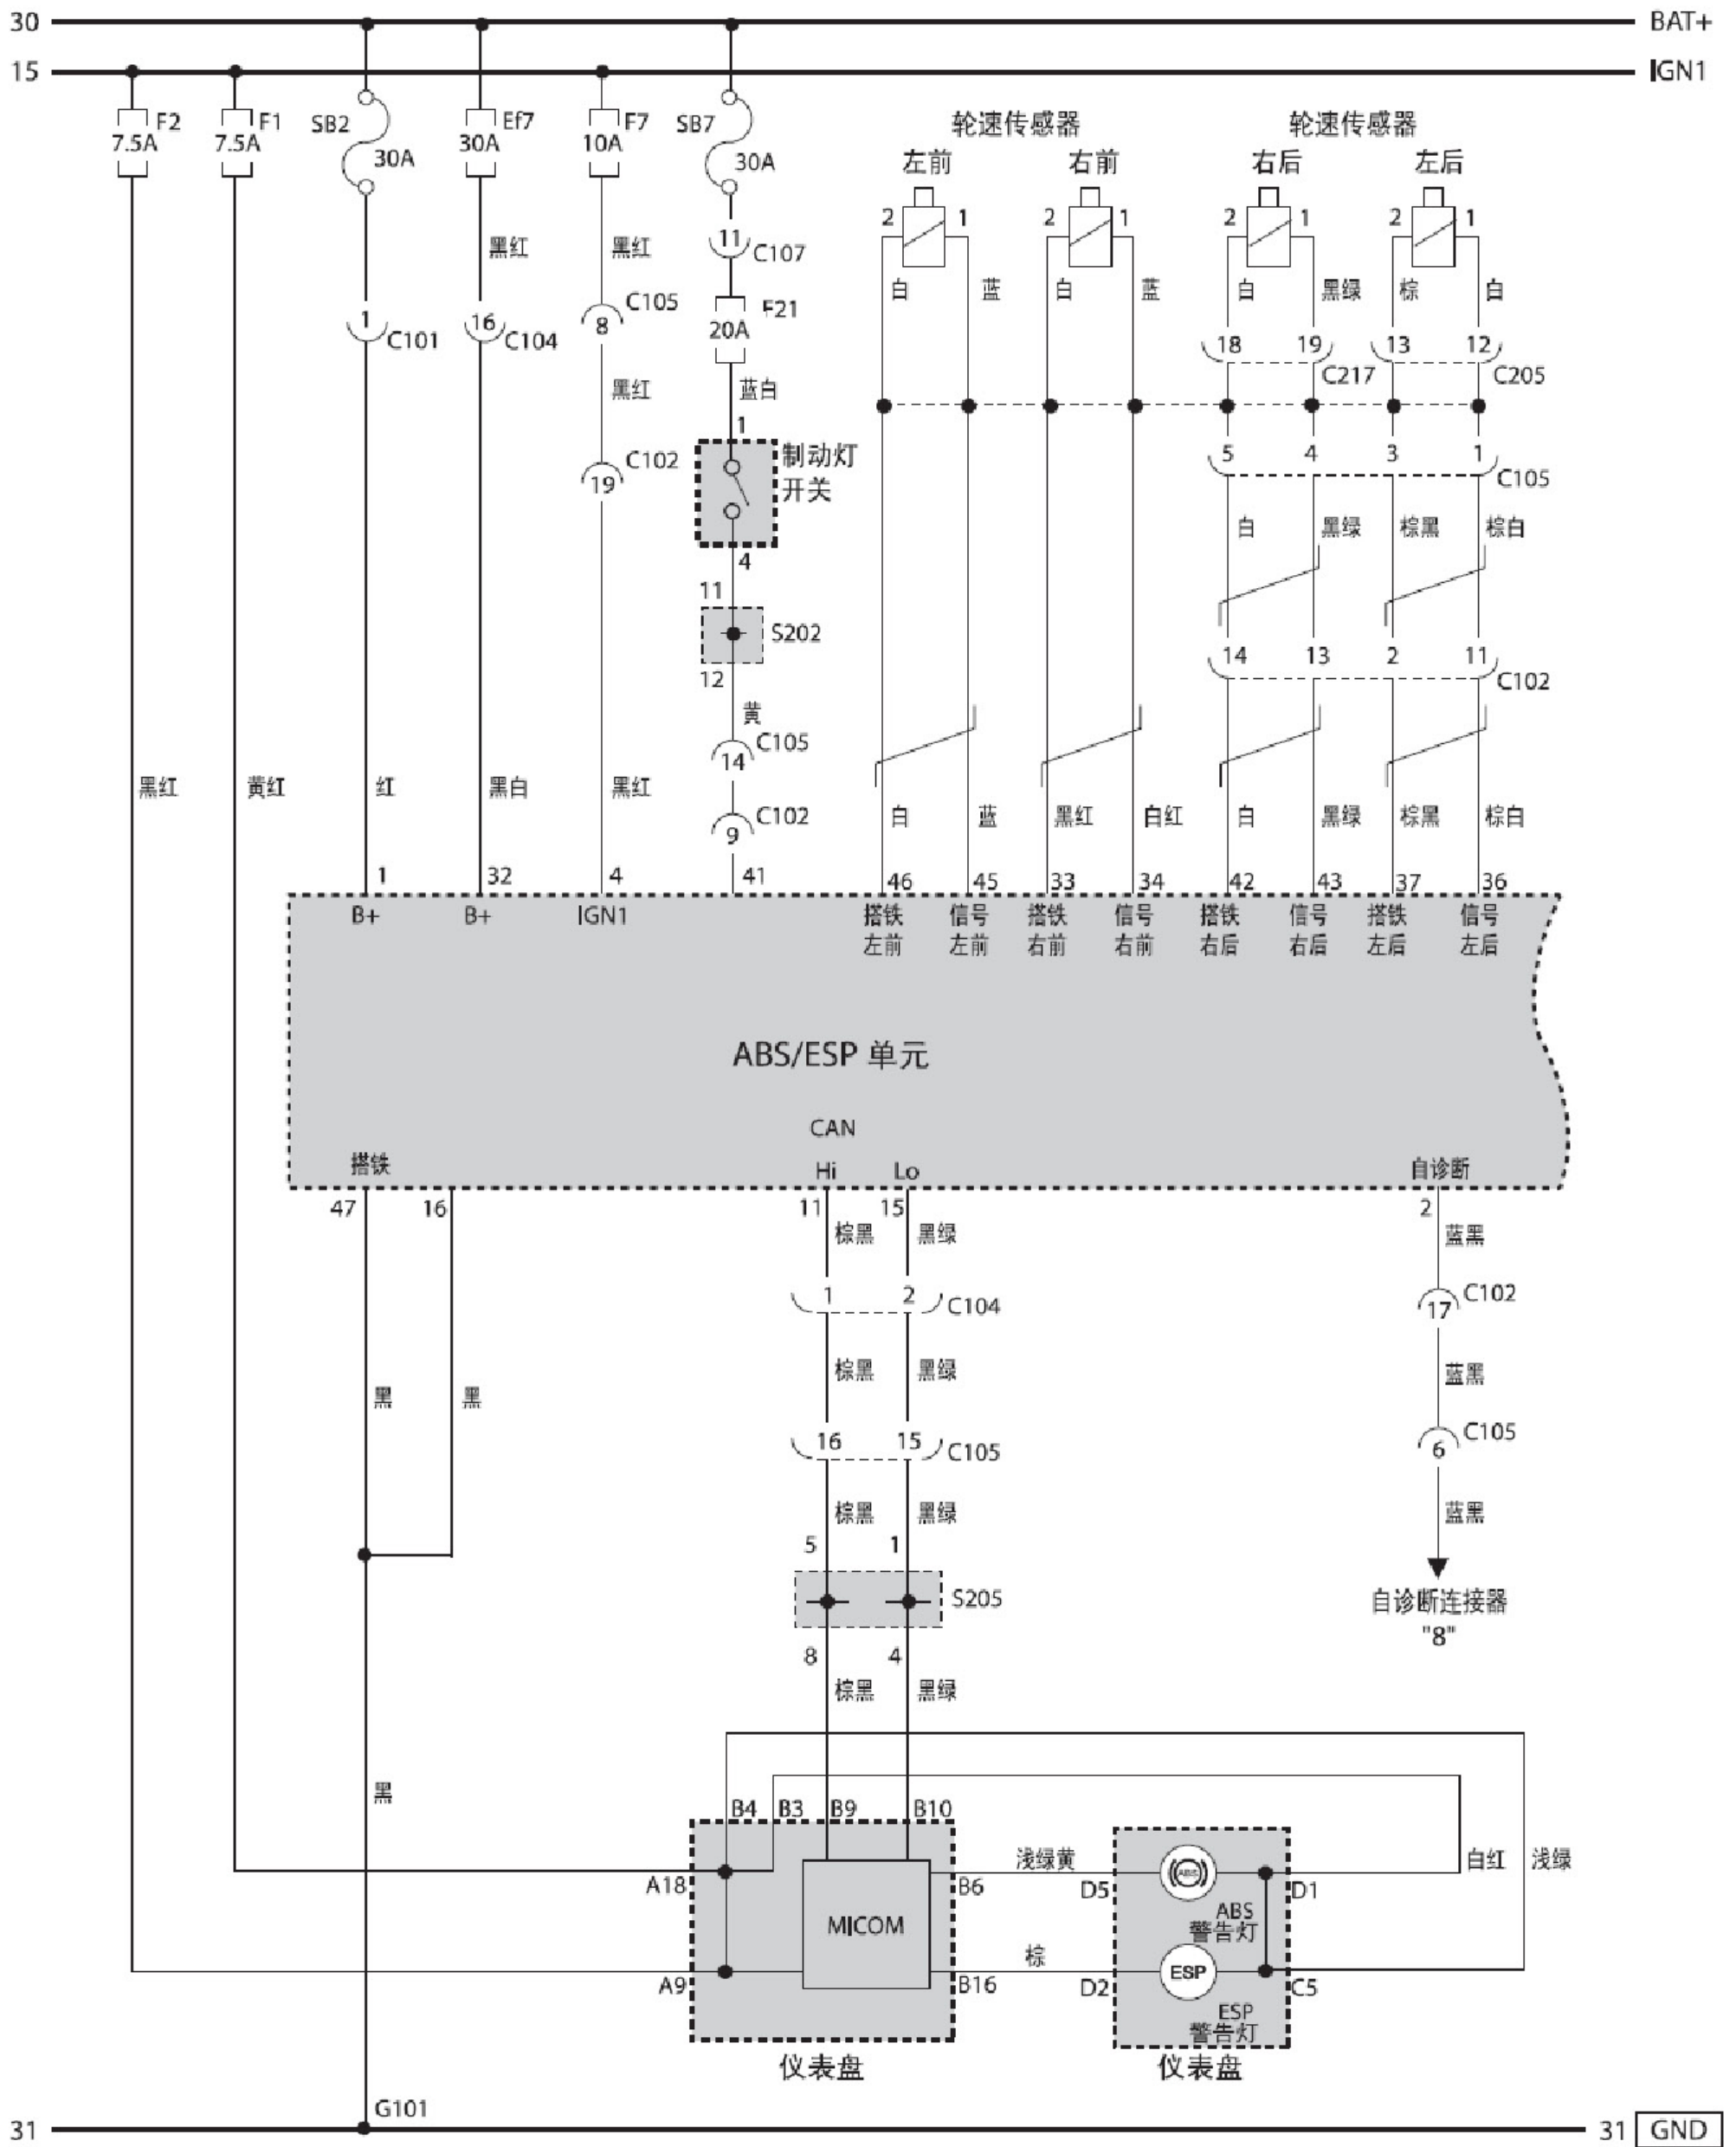 30 BAT+
15 IGN1
F2 F1 SB2 Ef7 F7 SB7 轮速传感器 轮速传感器
7.5A 7.5A 30A 30A 10A 30A 左前 右前 右后 左后
2 1 2 1 2 1 2 1
黑红 黑红 11 C107
白 蓝 白 蓝 白 黑绿 棕 白
1 C101 16 C104 C105 8 F21 20A
18 19 C217 13 12 C205
黑红 蓝白
1
制动灯
开关
C102 19
5 4 3 1 C105
白 黑绿 棕黑 棕白
4
11
S202
12
14 13 2 11 C102
黄
C105
14
黑红 黄红 红 黑白 黑红
C102
9
白 蓝 黑红 白红 白 黑绿 棕黑 棕白
1 32 4 41 46 45 33 34 42 43 37 36
B+ B+ IGN1 搭铁 信号 搭铁 信号 搭铁 信号 搭铁 信号
左前 左前 右前 右前 右后 右后 左后 左后
ABS/ESP 单元
CAN
搭铁 Hi Lo 自诊断
47 16 11 15 2
棕黑 黑绿 蓝黑
1 2 C104 C102 17
黑 黑 棕黑 黑绿 蓝黑
16 15 C105 C105 6
棕黑 黑绿 蓝黑
5 1
S205 自诊断连接器
"8"
8 4
棕黑 黑绿
黑
B4 B3 B9 B10
浅绿黄 白红 浅绿
A18 B6 D5 ABS D1
MICOM ABS
警告灯
棕
A9 B16 D2 ESP C5
ESP
警告灯
仪表盘 仪表盘
G101
31 31 GND